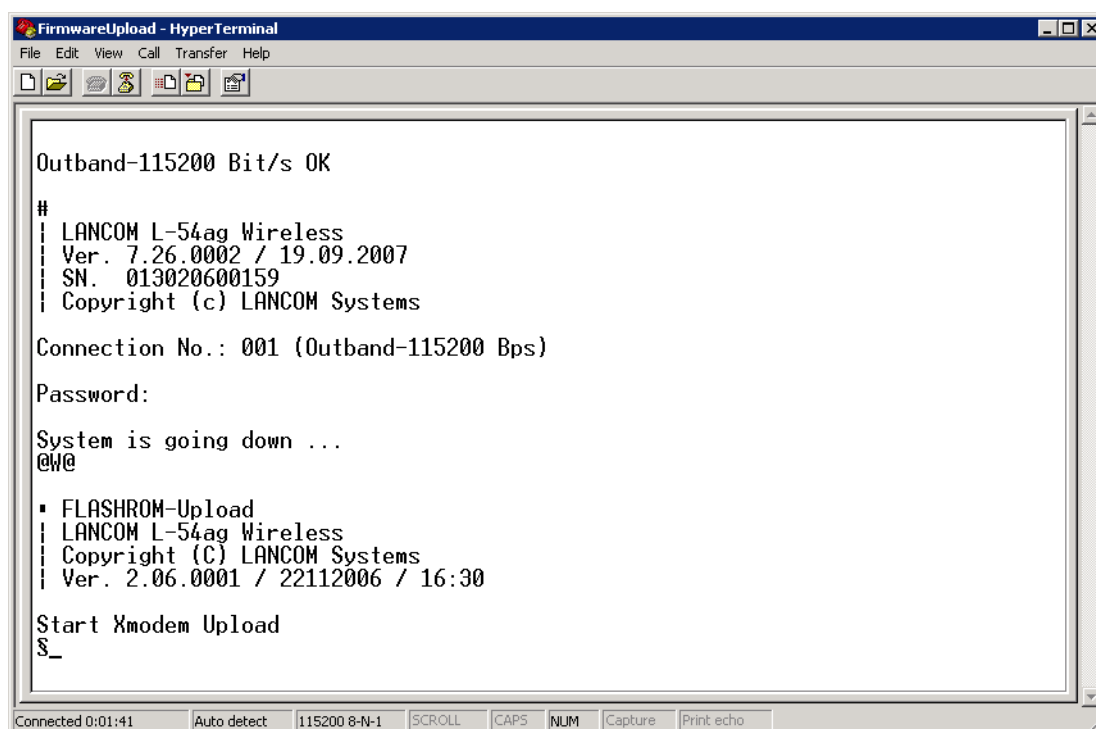 FirmwareUpload - HyperTerminal
File Edit View Call Transfer Help
Outband-115200 Bit/s OK
#
| LANCOM L-54ag Wireless
| Ver. 7.26.0002 / 19.09.2007
| SN.  013020600159
| Copyright (c) LANCOM Systems
Connection No.: 001 (Outband-115200 Bps)
Password:
System is going down ...
@W@
▪ FLASHROM-Upload
| LANCOM L-54ag Wireless
| Copyright (C) LANCOM Systems
| Ver. 2.06.0001 / 22112006 / 16:30
Start Xmodem Upload
§_
Connected 0:01:41 Auto detect 115200 8-N-1 SCROLL CAPS NUM Capture Print echo